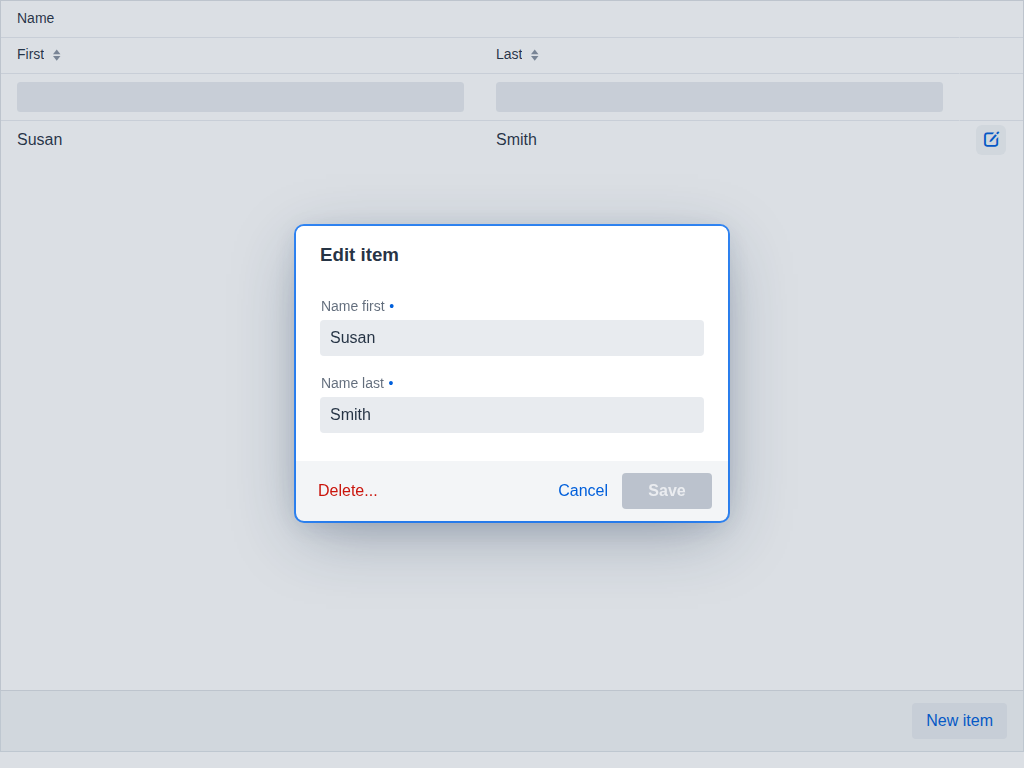 Name
First Last
Susan Smith
Edit item
Name first •
Susan
Name last •
Smith
Delete... Cancel Save
New item